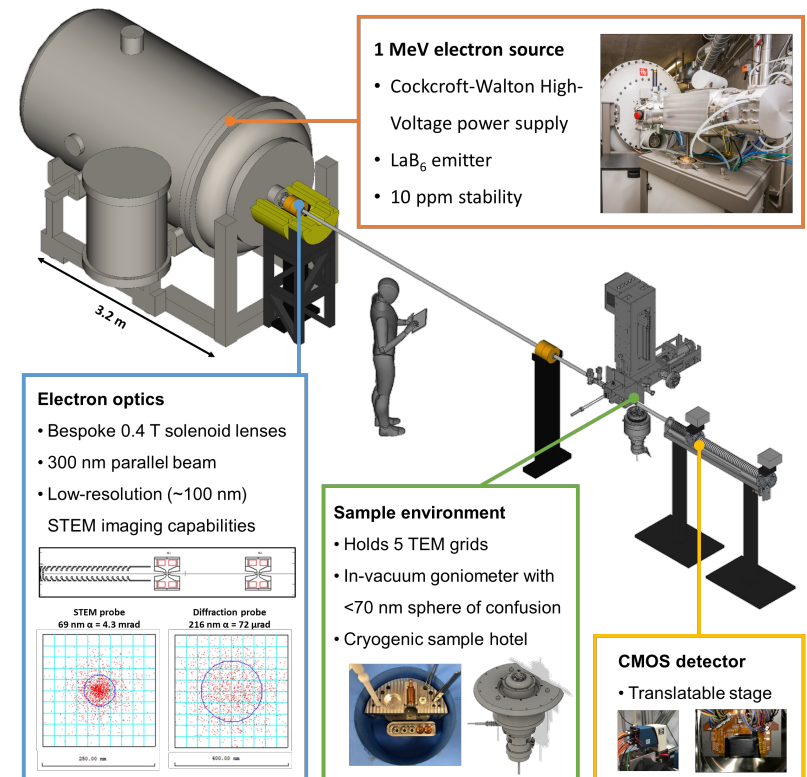 1 MeV electron source
• Cockcroft-Walton High-
Voltage power supply
• LaB₆ emitter
• 10 ppm stability
3.2 m
Electron optics
• Bespoke 0.4 T solenoid lenses
• 300 nm parallel beam
• Low-resolution (~100 nm)
STEM imaging capabilities
STEM probe
69 nm α = 4.3 mrad
Diffraction probe
216 nm α = 72 μrad
400.00 nm
Sample environment
• Holds 5 TEM grids
• In-vacuum goniometer with
<70 nm sphere of confusion
• Cryogenic sample hotel
CMOS detector
• Translatable stage